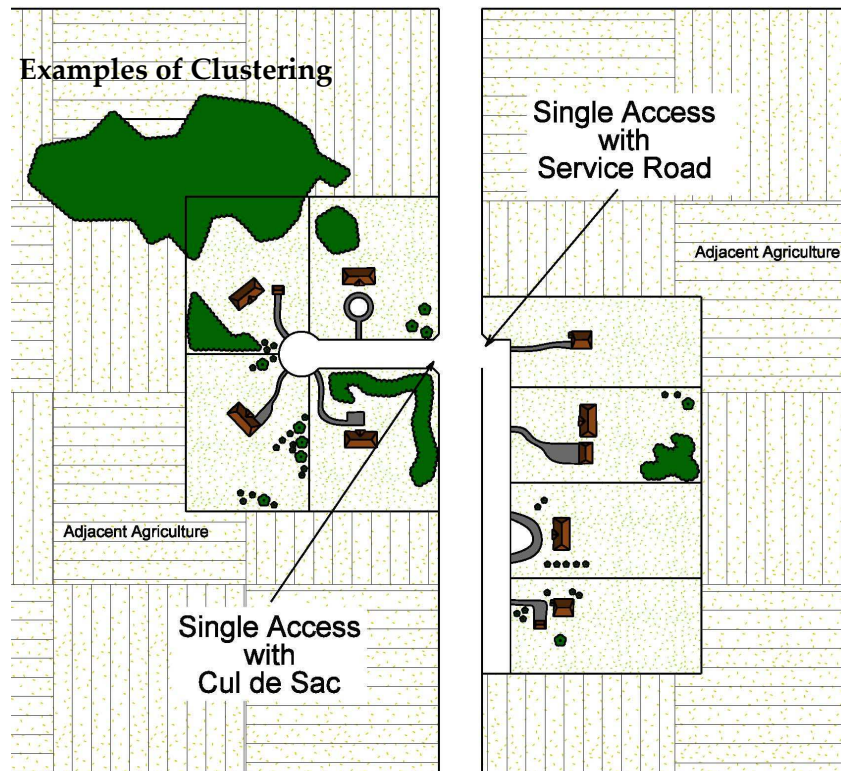 Examples of Clustering
Single Access
with
Service Road
Adjacent Agriculture
Adjacent Agriculture
Single Access
with
Cul de Sac